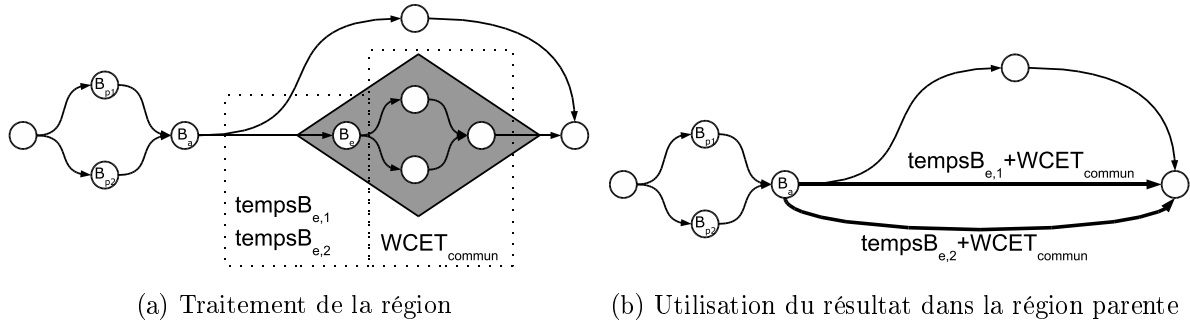 B_p1
B_a
B_p2
B_e
tempsB_e,1
tempsB_e,2
WCET_commun
(a) Traitement de la région
B_p1
B_a
B_p2
tempsB_e,1+WCET_commun
tempsB_e,2+WCET_commun
(b) Utilisation du résultat dans la région parente